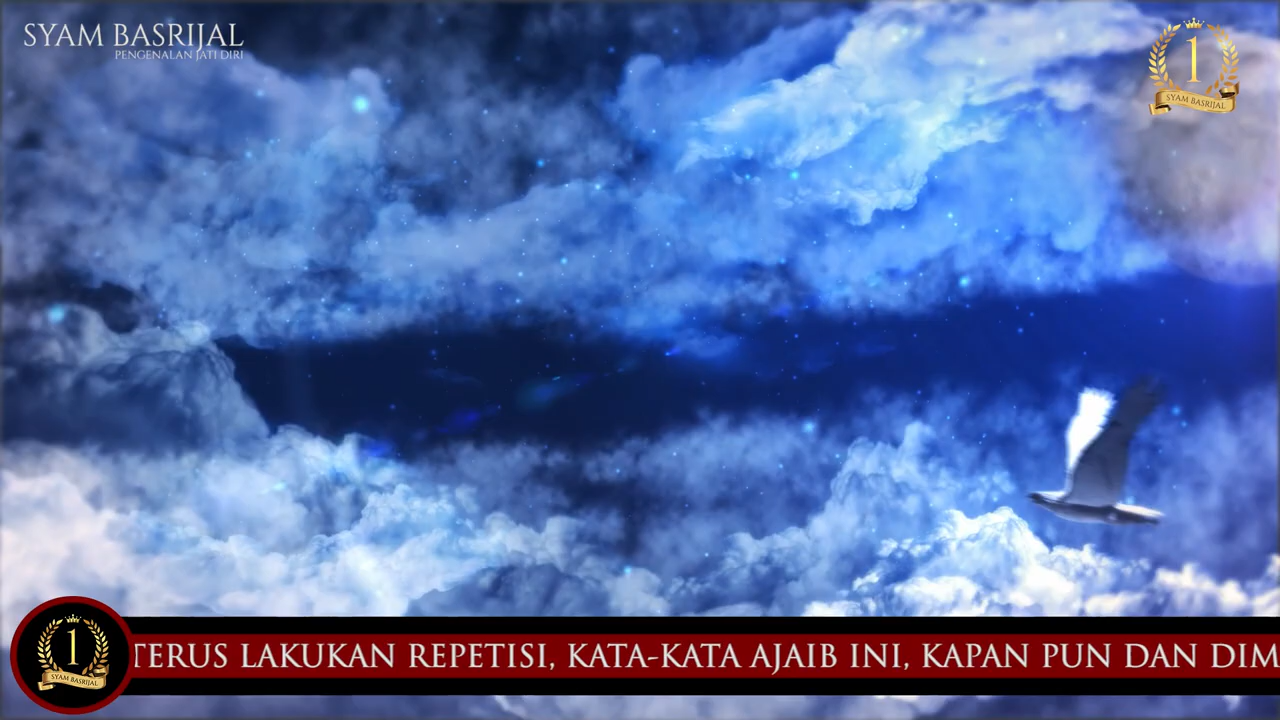 SYAM BASRIJAL
PENGENALAN JATI DIRI
1
SYAM BASRIJAL
1
SYAM BASRIJAL
TERUS LAKUKAN REPETISI, KATA-KATA AJAIB INI, KAPAN PUN DAN DIM